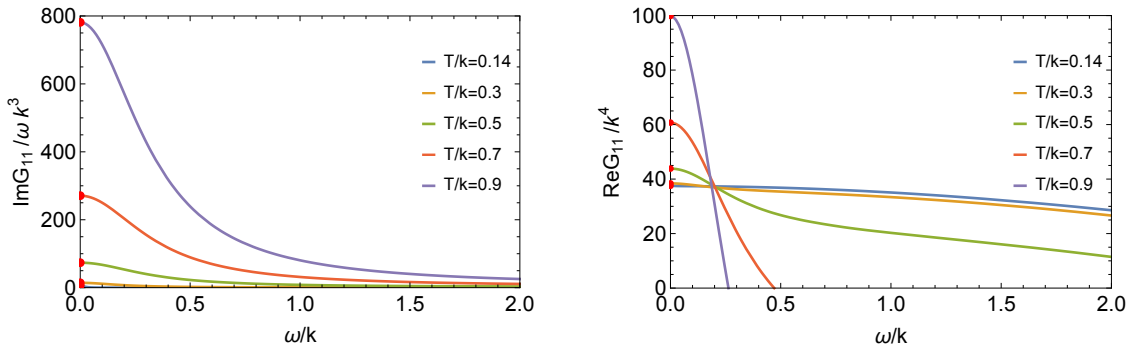 ImG₁₁/ω k³
800
600
400
200
0
0.0 0.5 1.0 1.5 2.0
ω/k
T/k=0.14
T/k=0.3
T/k=0.5
T/k=0.7
T/k=0.9
ReG₁₁/k⁴
100
80
60
40
20
0
0.0 0.5 1.0 1.5 2.0
ω/k
T/k=0.14
T/k=0.3
T/k=0.5
T/k=0.7
T/k=0.9